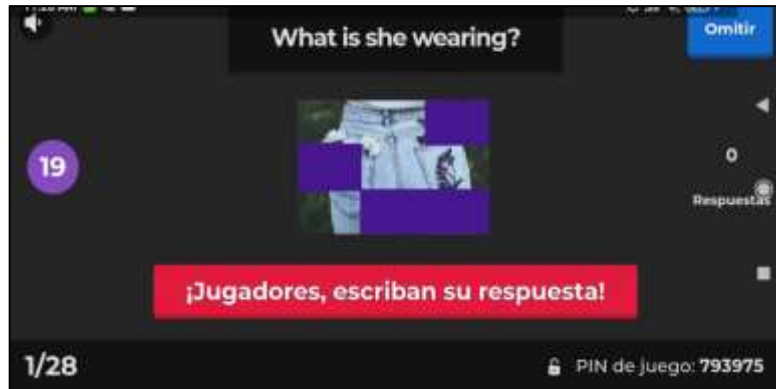 What is she wearing?
Omitir
19
0
Respuestas
¡Jugadores, escriban su respuesta!
1/28
PIN de juego: 793975